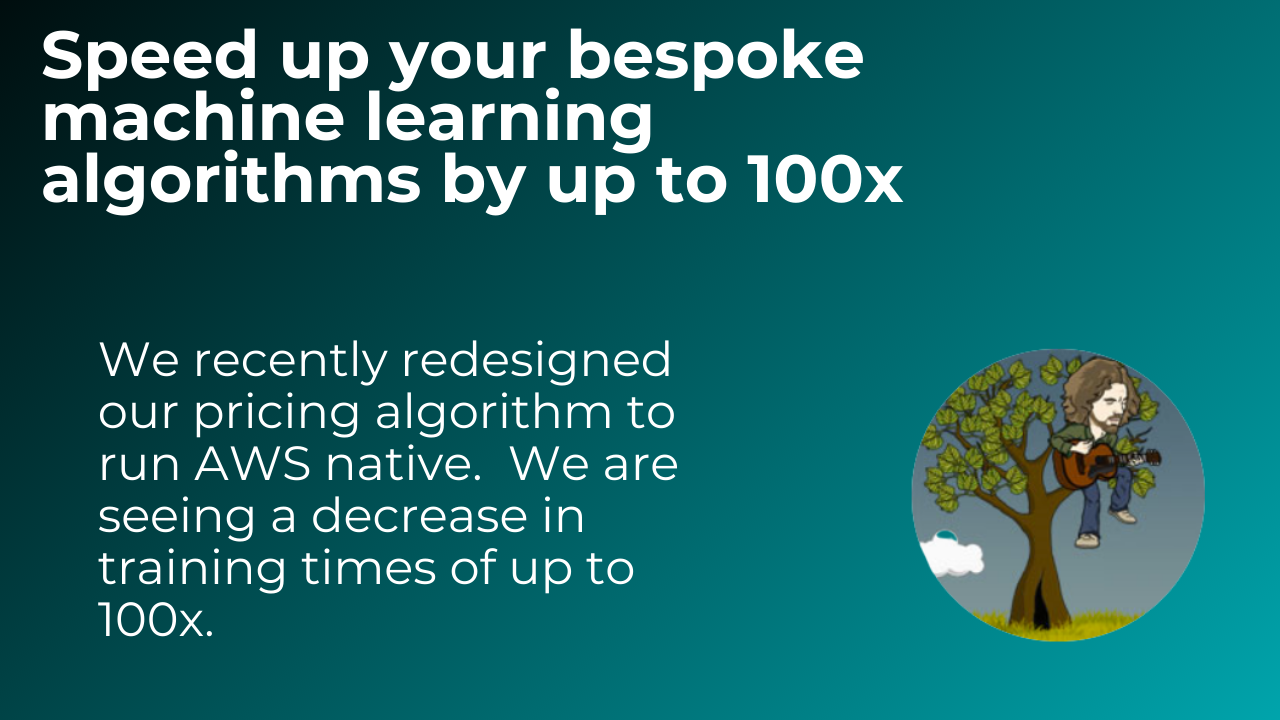 Speed up your bespoke
machine learning
algorithms by up to 100x
We recently redesigned
our pricing algorithm to
run AWS native.  We are
seeing a decrease in
training times of up to
100x.